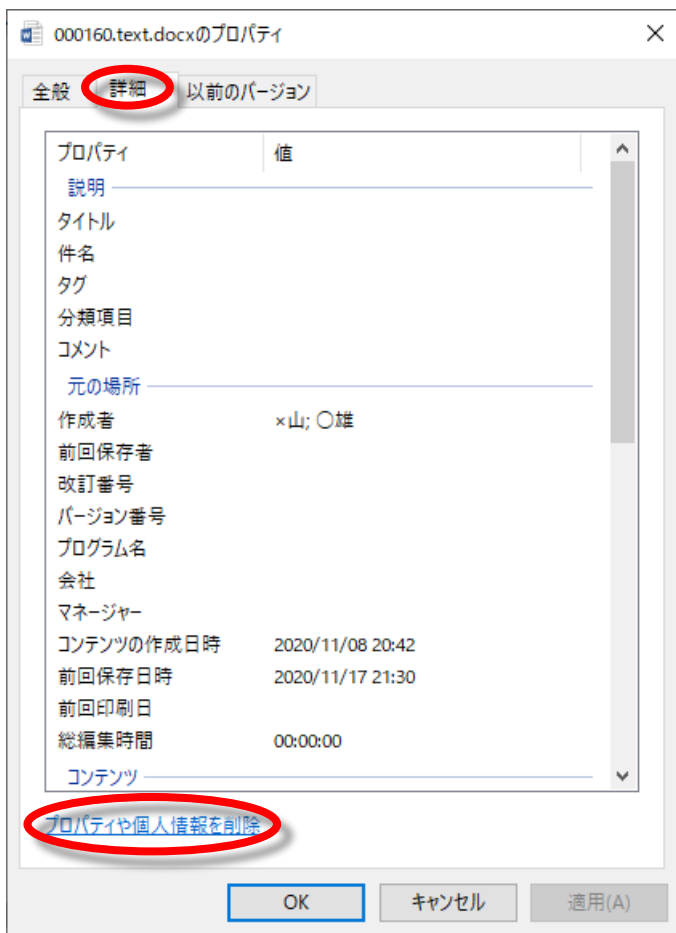 000160.text.docxのプロパティ
全般 詳細 以前のバージョン
プロパティ 値
説明
タイトル
件名
タグ
分類項目
コメント
元の場所
作成者 ×山; 〇雄
前回保存者
改訂番号
バージョン番号
プログラム名
会社
マネージャー
コンテンツの作成日時 2020/11/08 20:42
前回保存日時 2020/11/17 21:30
前回印刷日
総編集時間 00:00:00
コンテンツ
プロパティや個人情報を削除
OK キャンセル 適用(A)